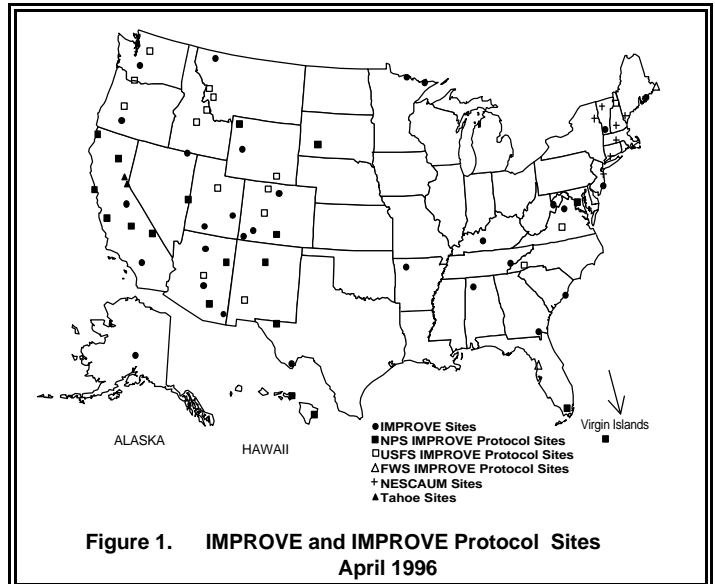 ALASKA
HAWAII
Virgin Islands
IMPROVE Sites
NPS IMPROVE Protocol Sites
USFS IMPROVE Protocol Sites
FWS IMPROVE Protocol Sites
NESCAUM Sites
Tahoe Sites
Figure 1. IMPROVE and IMPROVE Protocol Sites
April 1996